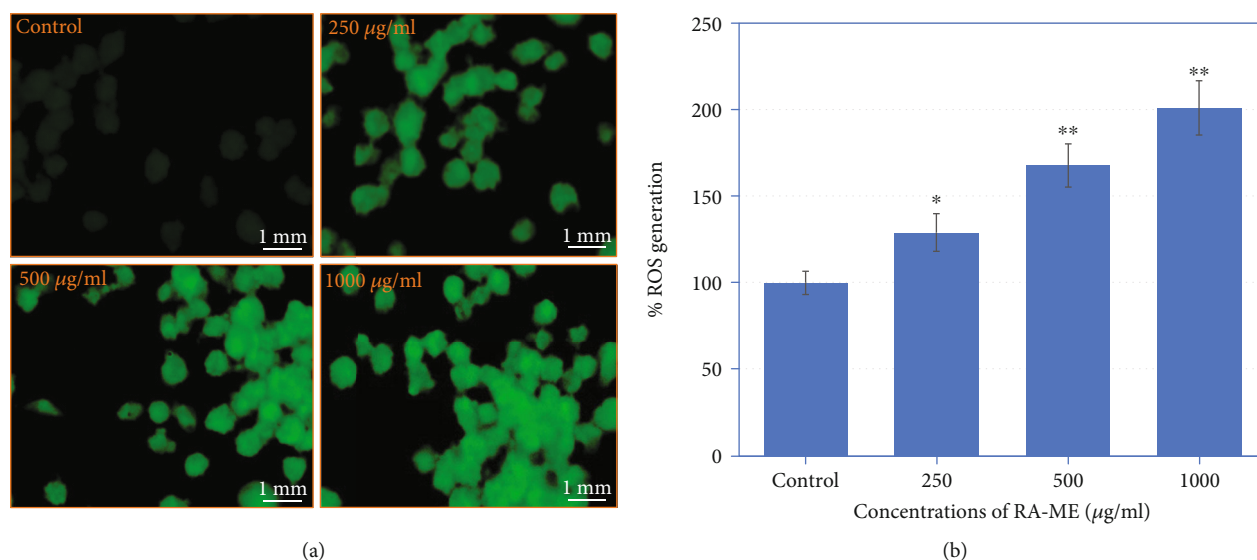 Control
250 μg/ml
1 mm
1 mm
500 μg/ml
1000 μg/ml
1 mm
1 mm
(a)
% ROS generation
250
200
150
100
50
0
*
**
**
Control
250
500
1000
Concentrations of RA-ME (μg/ml)
(b)